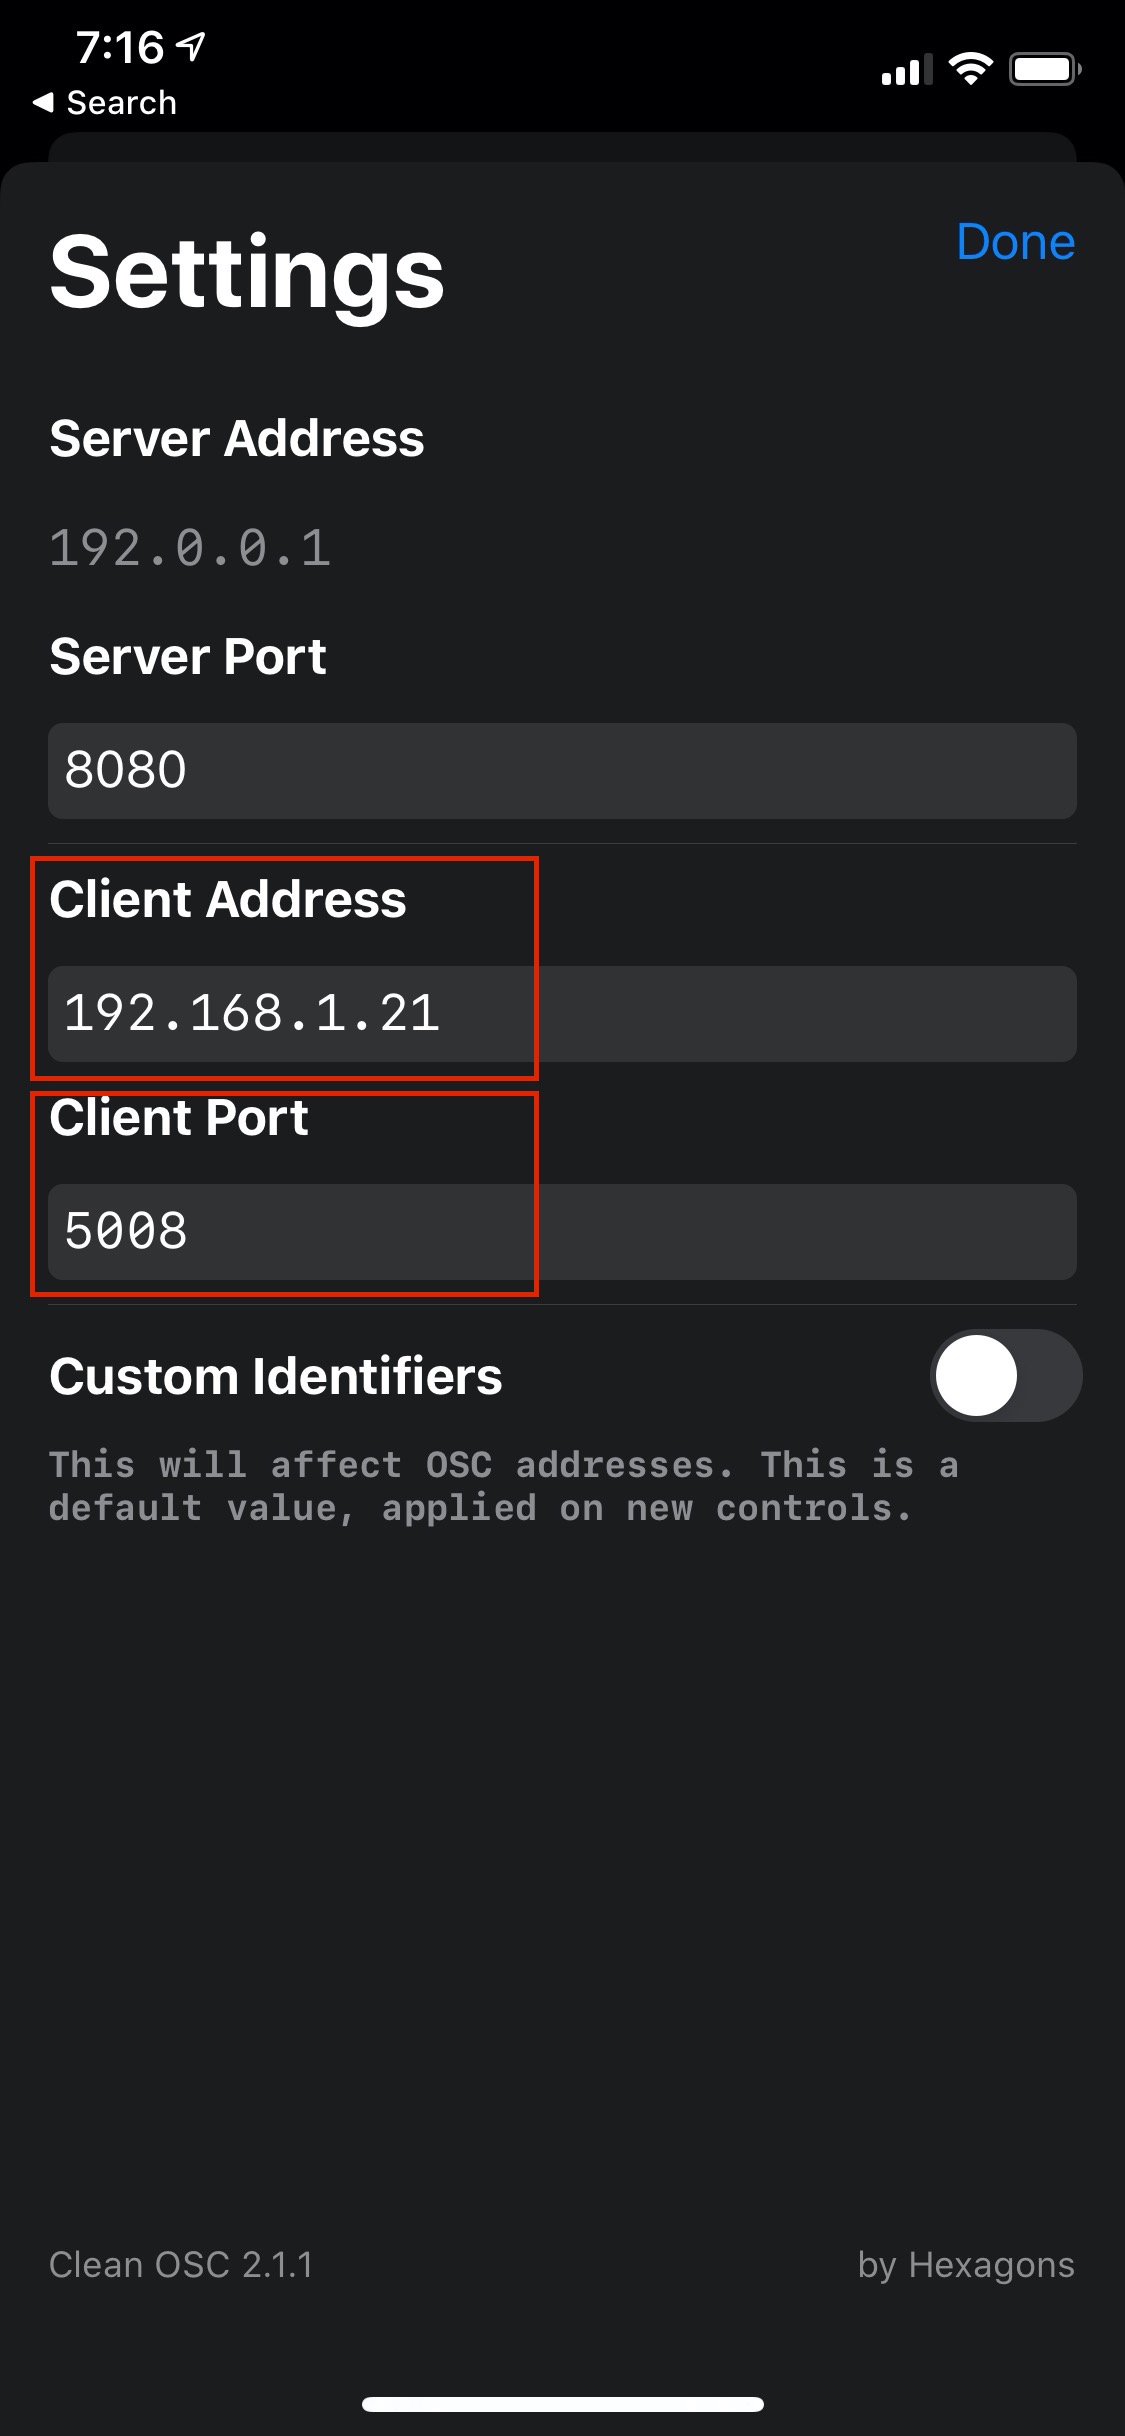 7:16
Search
Settings
Done
Server Address
192.0.0.1
Server Port
8080
Client Address
192.168.1.21
Client Port
5008
Custom Identifiers
This will affect OSC addresses. This is a
default value, applied on new controls.
Clean OSC 2.1.1
by Hexagons